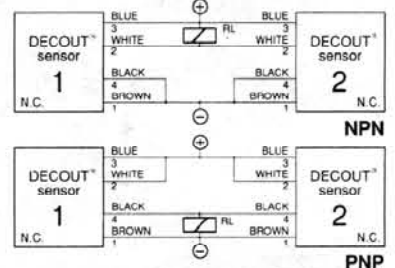 ⊕
BLUE BLUE
3 RL 3
WHITE WHITE
2 2
DECOUT® DECOUT®
sensor sensor
1 2
BLACK BLACK
4 4
BROWN BROWN
1 1
N.C. N.C.
⊖
NPN
⊕
BLUE BLUE
3 3
WHITE WHITE
2 2
DECOUT® DECOUT®
sensor sensor
1 2
BLACK BLACK
4 RL 4
BROWN BROWN
1 1
N.C. N.C.
⊖
PNP